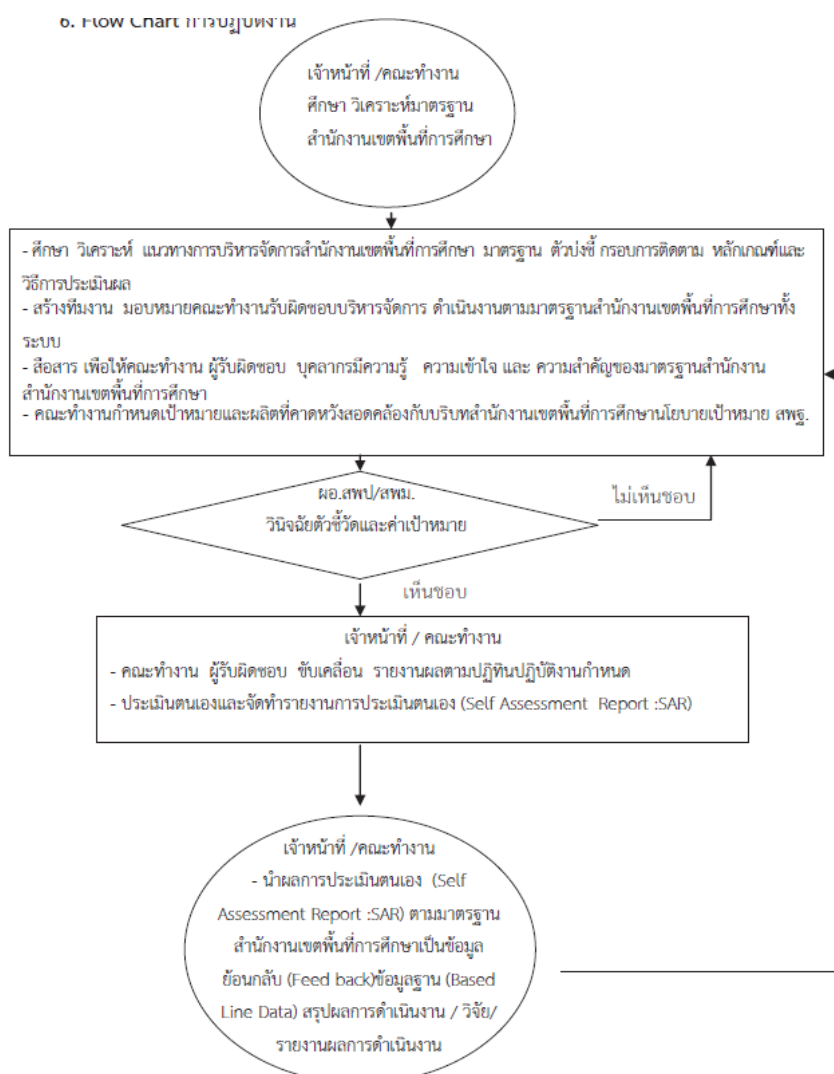 6. Flow Chart การปฏิบัติงาน
เจ้าหน้าที่ /คณะทำงาน
ศึกษา วิเคราะห์มาตรฐาน
สำนักงานเขตพื้นที่การศึกษา
- ศึกษา วิเคราะห์ แนวทางการบริหารจัดการสำนักงานเขตพื้นที่การศึกษา มาตรฐาน ตัวบ่งชี้ กรอบการติดตาม หลักเกณฑ์และ
วิธีการประเมินผล
- สร้างทีมงาน มอบหมายคณะทำงานรับผิดชอบบริหารจัดการ ดำเนินงานตามมาตรฐานสำนักงานเขตพื้นที่การศึกษาทั้ง
ระบบ
- สื่อสาร เพื่อให้คณะทำงาน ผู้รับผิดชอบ บุคลากรมีความรู้ ความเข้าใจ และ ความสำคัญของมาตรฐานสำนักงาน
สำนักงานเขตพื้นที่การศึกษา
- คณะทำงานกำหนดเป้าหมายและผลิตที่คาดหวังสอดคล้องกับบริบทสำนักงานเขตพื้นที่การศึกษานโยบายเป้าหมาย สพฐ.
ผอ.สพป/สพม.
วินิจฉัยตัวชี้วัดและค่าเป้าหมาย
ไม่เห็นชอบ
เห็นชอบ
เจ้าหน้าที่ / คณะทำงาน
- คณะทำงาน ผู้รับผิดชอบ ขับเคลื่อน รายงานผลตามปฏิทินปฏิบัติงานกำหนด
- ประเมินตนเองและจัดทำรายงานการประเมินตนเอง (Self Assessment Report :SAR)
เจ้าหน้าที่ /คณะทำงาน
- นำผลการประเมินตนเอง (Self
Assessment Report :SAR) ตามมาตรฐาน
สำนักงานเขตพื้นที่การศึกษาเป็นข้อมูล
ย้อนกลับ (Feed back)ข้อมูลฐาน (Based
Line Data) สรุปผลการดำเนินงาน / วิจัย/
รายงานผลการดำเนินงาน